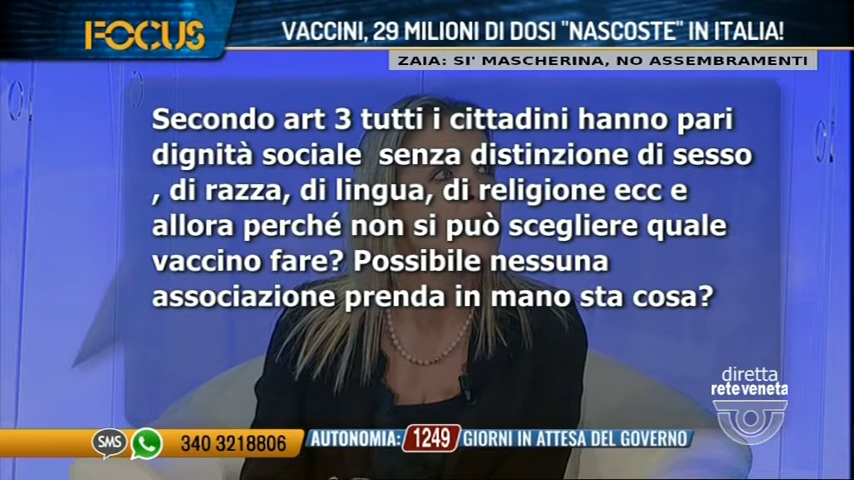 FOCUS
VACCINI, 29 MILIONI DI DOSI "NASCOSTE" IN ITALIA!
ZAIA: SI' MASCHERINA, NO ASSEMBRAMENTI
Secondo art 3 tutti i cittadini hanno pari
dignità sociale  senza distinzione di sesso
, di razza, di lingua, di religione ecc e
allora perché non si può scegliere quale
vaccino fare? Possibile nessuna
associazione prenda in mano sta cosa?
diretta
reteveneta
SMS 340 3218806 AUTONOMIA: 1249 GIORNI IN ATTESA DEL GOVERNO